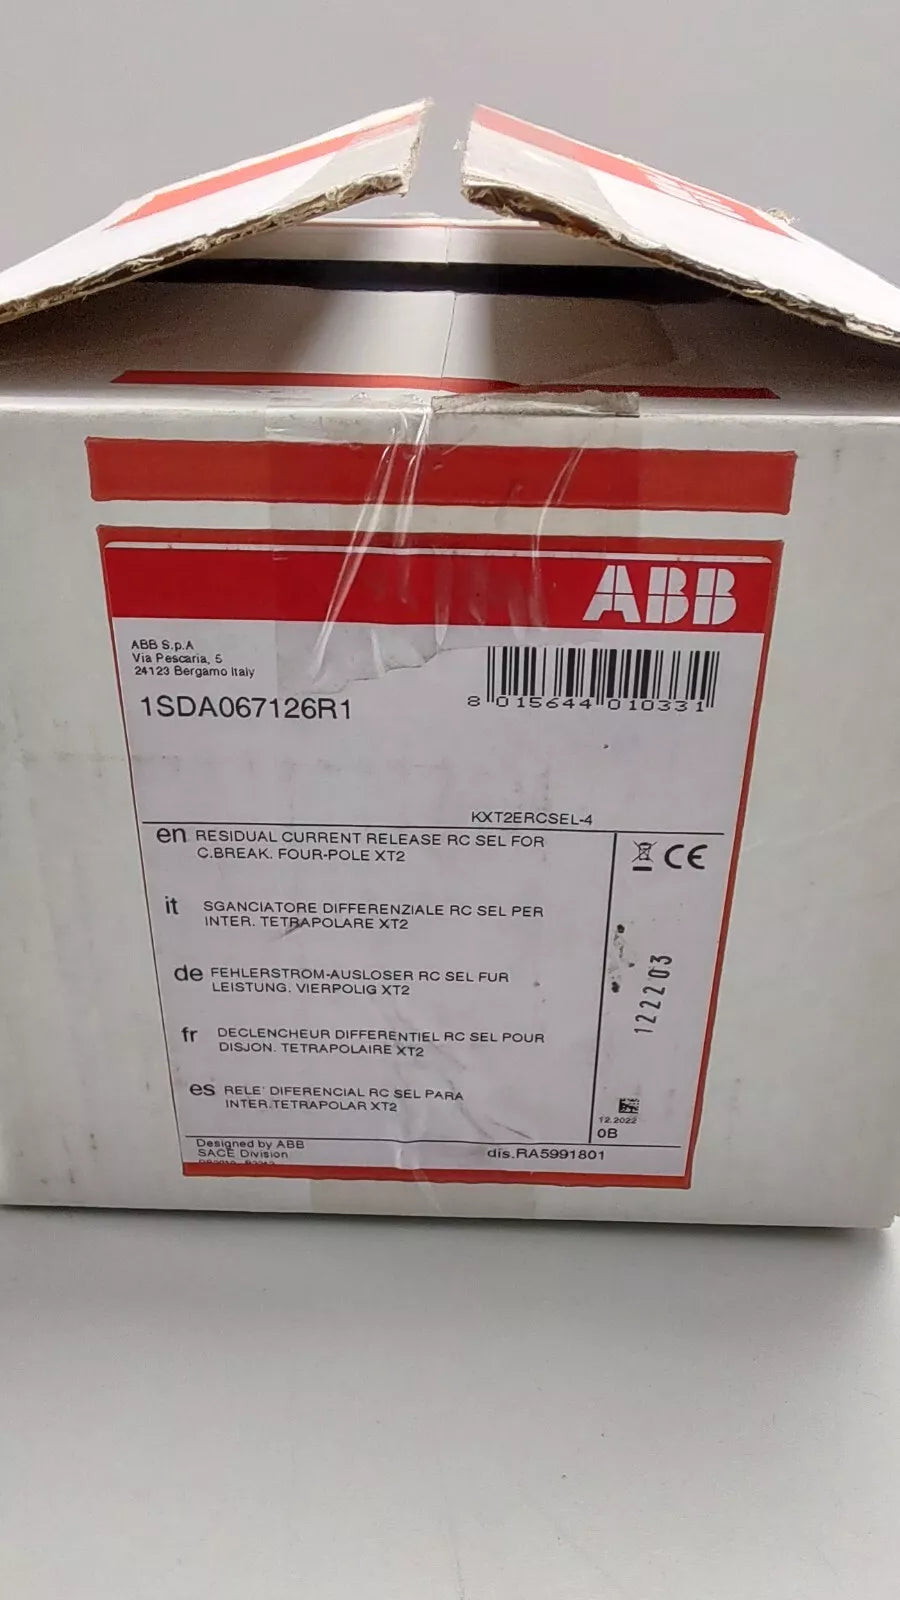 ABB
ABB S.p.A
Via Pescaria, 5
24123 Bergamo Italy
1SDA067126R1
8 015644 010331
KXT2ERCSEL-4
en RESIDUAL CURRENT RELEASE RC SEL FOR
C.BREAK. FOUR-POLE XT2
CE
it SGANCIATORE DIFFERENZIALE RC SEL PER
INTER. TETRAPOLARE XT2
de FEHLERSTROM-AUSLOSER RC SEL FUR
LEISTUNG. VIERPOLIG XT2
122203
fr DECLENCHEUR DIFFERENTIEL RC SEL POUR
DISJON. TETRAPOLAIRE XT2
es RELE' DIFERENCIAL RC SEL PARA
INTER.TETRAPOLAR XT2
12.2022
0B
Designed by ABB
SACE Division
dis.RA5991801